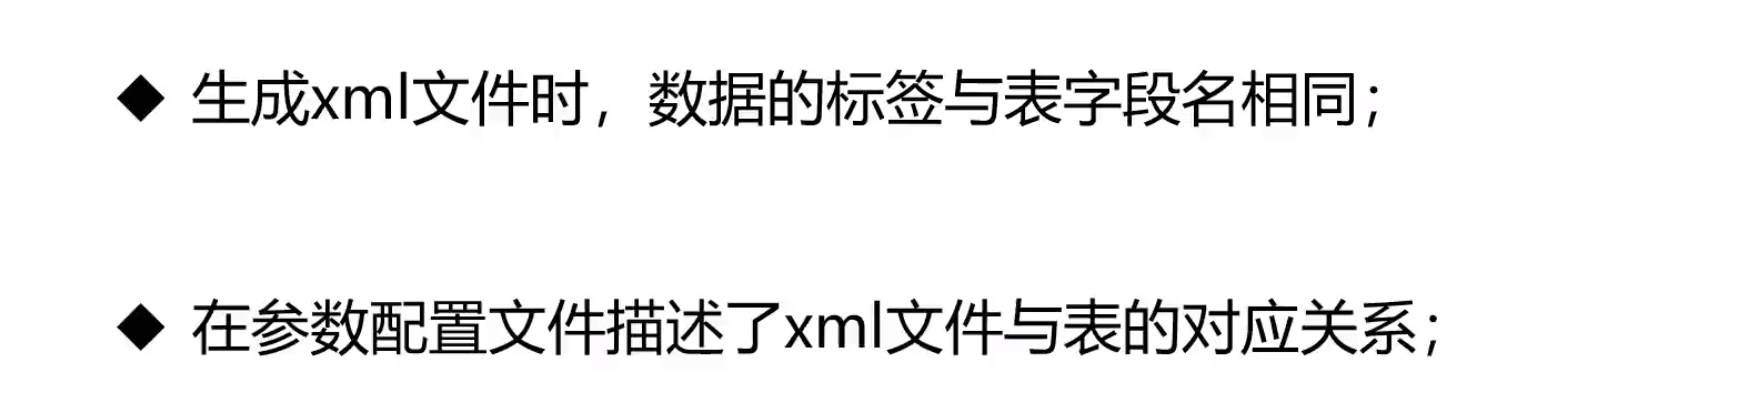 ◆ 生成xml文件时，数据的标签与表字段名相同；
◆ 在参数配置文件描述了xml文件与表的对应关系；